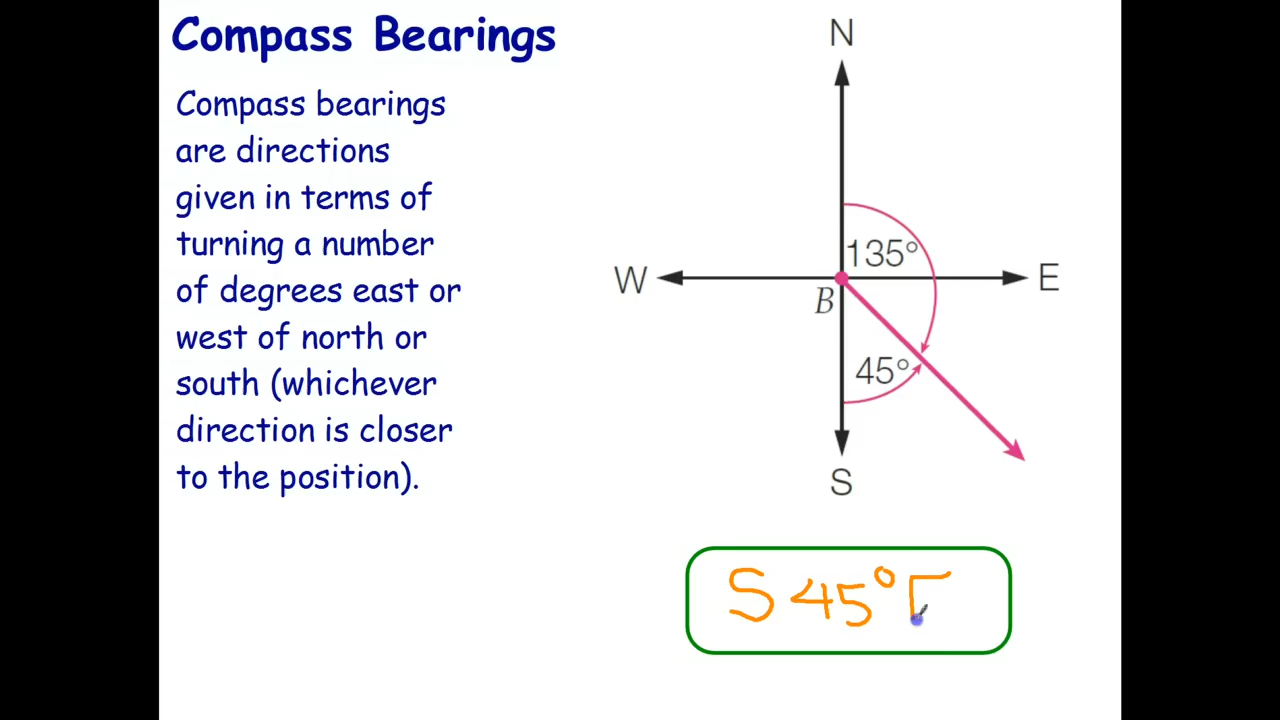 Compass Bearings
Compass bearings
are directions
given in terms of
turning a number
of degrees east or
west of north or
south (whichever
direction is closer
to the position).
N
135°
W
E
B
45°
S
S 45°